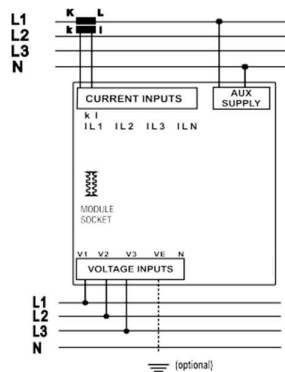 K L
L1
k l
L2
L3
N
CURRENT INPUTS
AUX SUPPLY
k l
IL1 IL2 IL3 ILN
MODULE
SOCKET
V1 V2 V3 VE N
VOLTAGE INPUTS
L1
L2
L3
N
(optional)